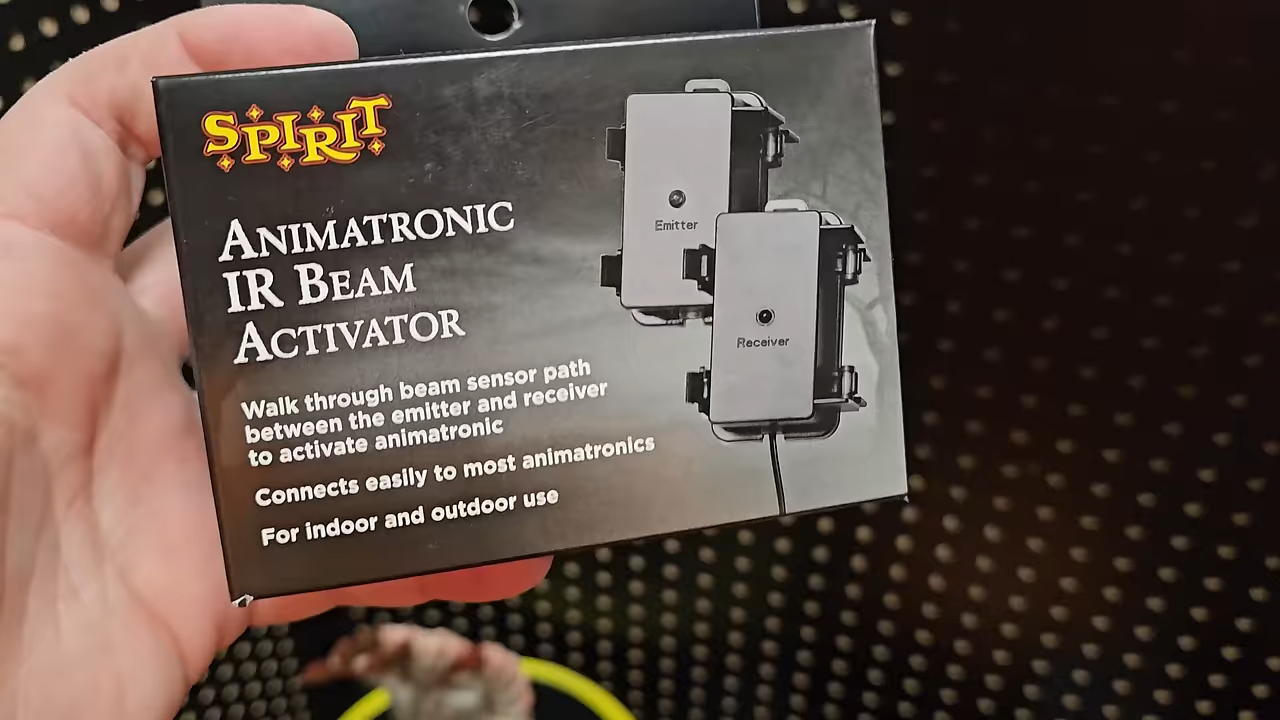 SPIRIT
ANIMATRONIC
IR BEAM
ACTIVATOR
Walk through beam sensor path
between the emitter and receiver
to activate animatronic
Connects easily to most animatronics
For indoor and outdoor use
Emitter
Receiver